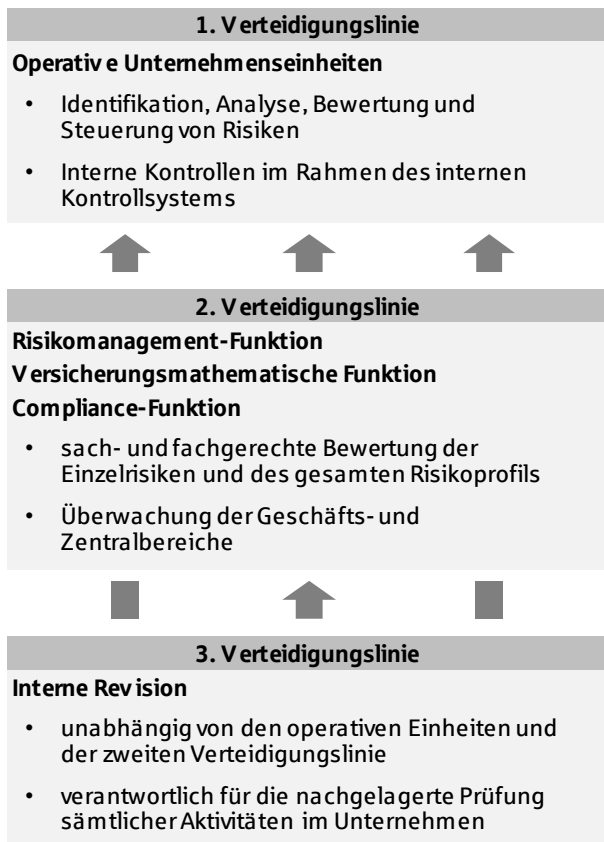 1. Verteidigungslinie
Operative Unternehmenseinheiten
• Identifikation, Analyse, Bewertung und
Steuerung von Risiken
• Interne Kontrollen im Rahmen des internen
Kontrollsystems
2. Verteidigungslinie
Risikomanagement-Funktion
Versicherungsmathematische Funktion
Compliance-Funktion
• sach- und fachgerechte Bewertung der
Einzelrisiken und des gesamten Risikoprofils
• Überwachung der Geschäfts- und
Zentralbereiche
3. Verteidigungslinie
Interne Revision
• unabhängig von den operativen Einheiten und
der zweiten Verteidigungslinie
• verantwortlich für die nachgelagerte Prüfung
sämtlicher Aktivitäten im Unternehmen